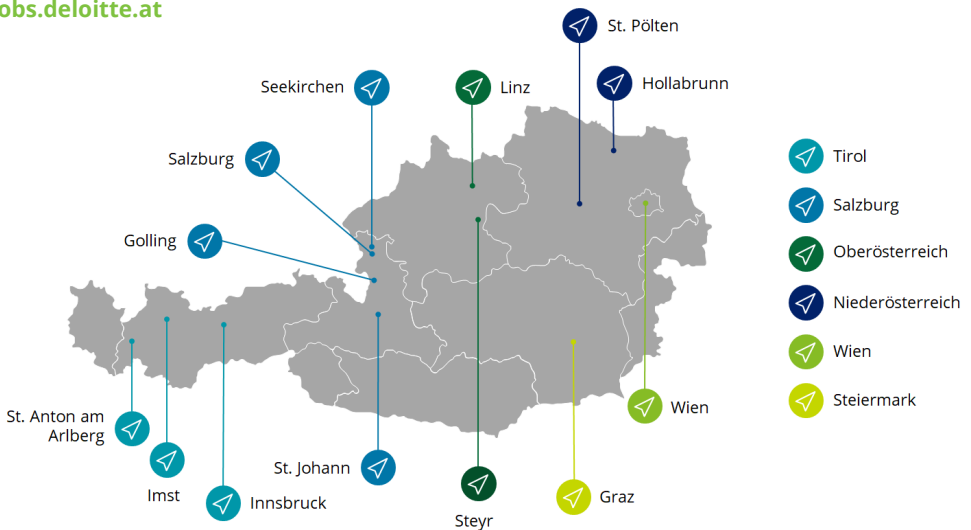 obs.deloitte.at
St. Pölten
Seekirchen
Linz
Hollabrunn
Salzburg
Tirol
Salzburg
Golling
Oberösterreich
Niederösterreich
Wien
Steiermark
St. Anton am
Arlberg
Wien
St. Johann
Imst
Innsbruck
Graz
Steyr